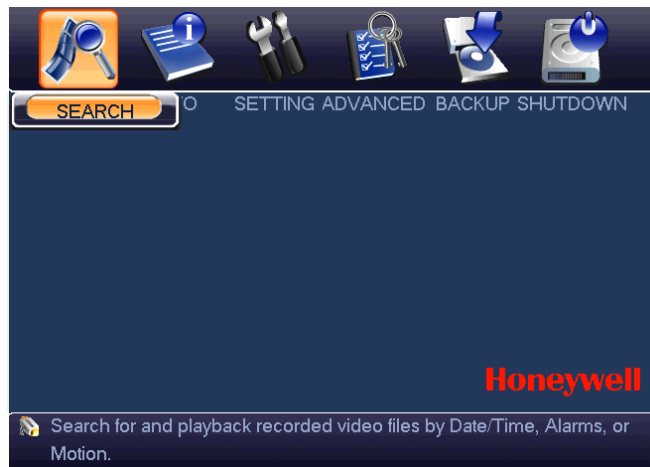 SEARCH
SETTING ADVANCED BACKUP SHUTDOWN
Honeywell
Search for and playback recorded video files by Date/Time, Alarms, or
Motion.